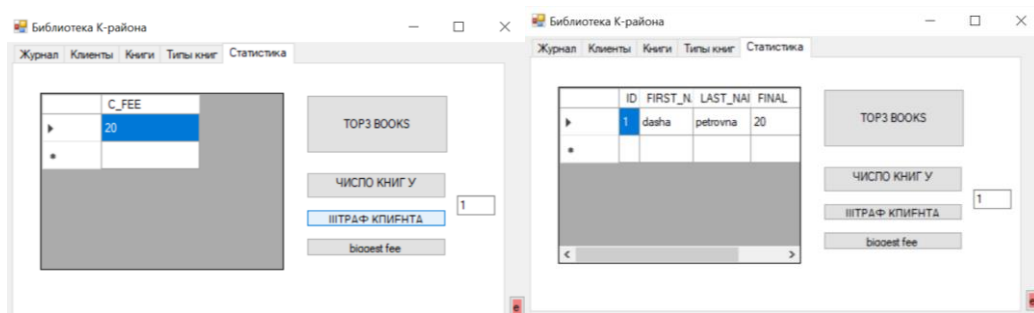 Библиотека К-района
Журнал Клиенты Книги Типы книг Статистика
C_FEE
20
TOP3 BOOKS
ЧИСЛО КНИГ У
ШТРАФ КЛИЕНТА
1
biggest fee
e
Библиотека К-района
Журнал Клиенты Книги Типы книг Статистика
ID FIRST_N. LAST_NAI FINAL
1 dasha petrovna 20
TOP3 BOOKS
ЧИСЛО КНИГ У
ШТРАФ КЛИЕНТА
1
biggest fee
e